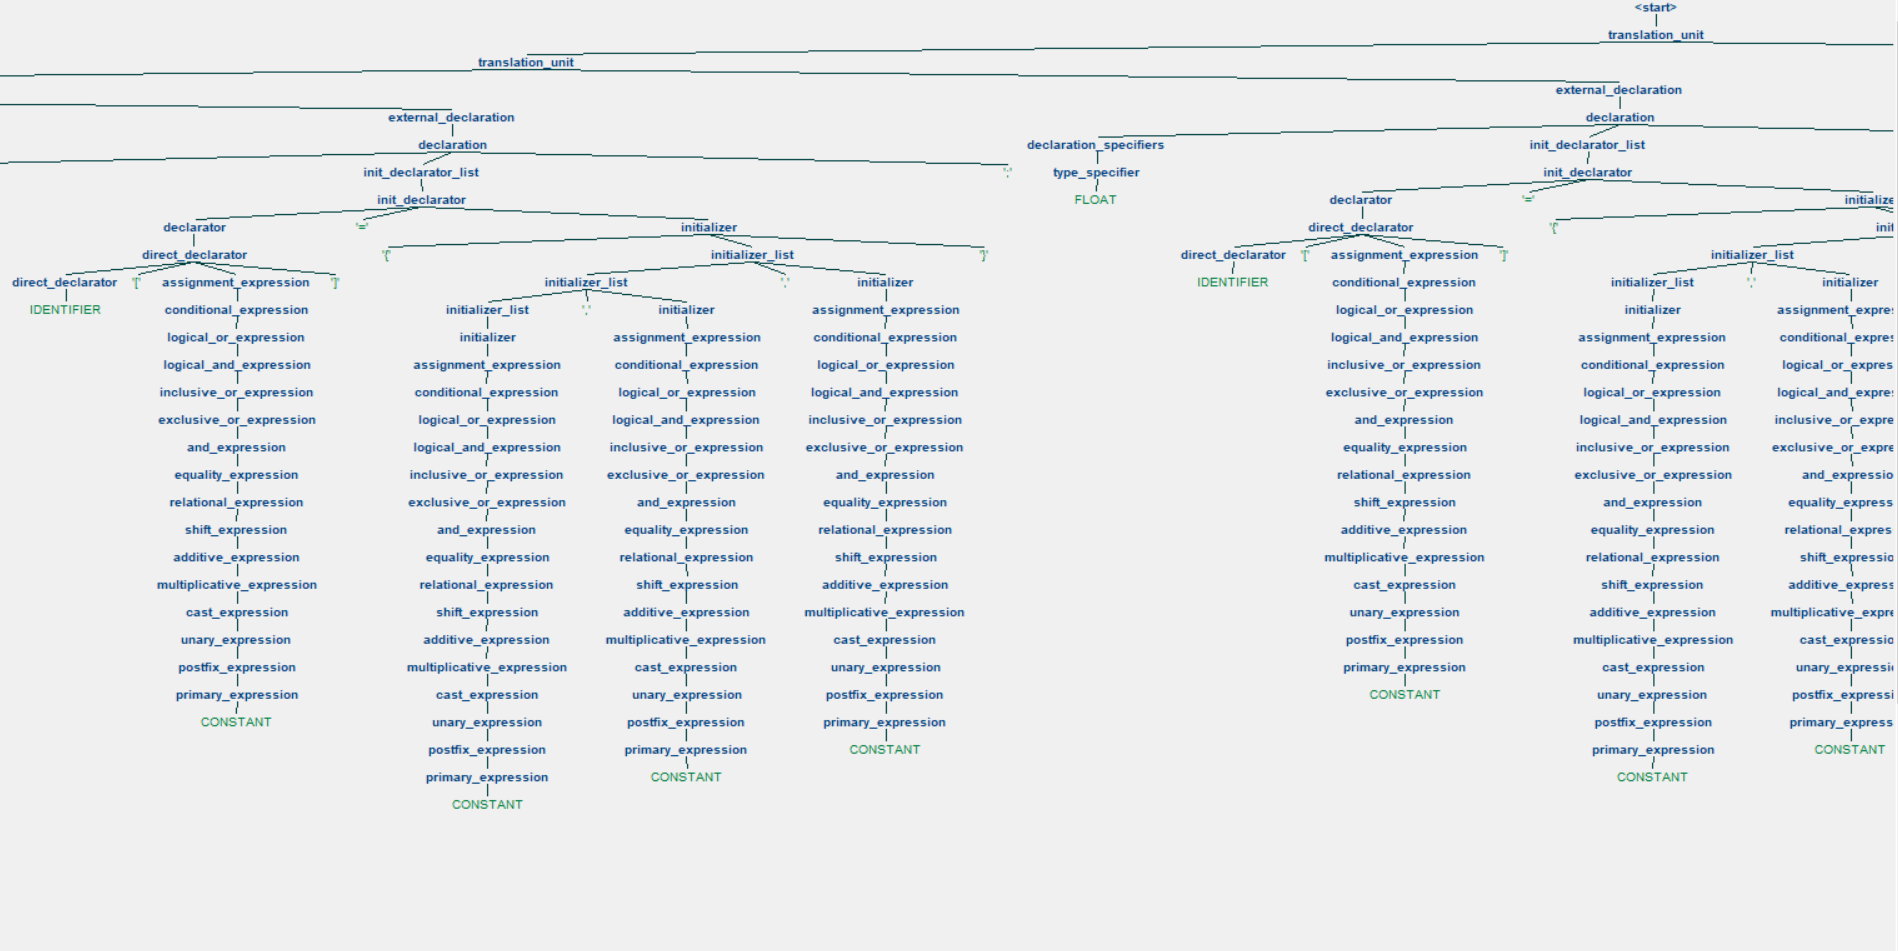 <start>
translation_unit
translation_unit
external_declaration
external_declaration declaration
declaration declaration_specifiers init_declarator_list
init_declarator_list type_specifier init_declarator
init_declarator FLOAT declarator '=' initialize
declarator '=' initializer direct_declarator '{' init
direct_declarator '{' initializer_list '}' direct_declarator '[' assignment_expression ']' initializer_list
direct_declarator '[' assignment_expression ']' initializer_list ',' initializer IDENTIFIER conditional_expression initializer_list ',' initializer
IDENTIFIER conditional_expression initializer_list ',' initializer assignment_expression logical_or_expression initializer assignment_expres
logical_or_expression initializer assignment_expression conditional_expression logical_and_expression assignment_expression conditional_expres
logical_and_expression assignment_expression conditional_expression logical_or_expression inclusive_or_expression conditional_expression logical_or_expres
inclusive_or_expression conditional_expression logical_or_expression logical_and_expression exclusive_or_expression logical_or_expression logical_and_expres
exclusive_or_expression logical_or_expression logical_and_expression inclusive_or_expression and_expression logical_and_expression inclusive_or_expre
and_expression logical_and_expression inclusive_or_expression exclusive_or_expression equality_expression inclusive_or_expression exclusive_or_expre
equality_expression inclusive_or_expression exclusive_or_expression and_expression relational_expression exclusive_or_expression and_expressio
relational_expression exclusive_or_expression and_expression equality_expression shift_expression and_expression equality_express
shift_expression and_expression equality_expression relational_expression additive_expression equality_expression relational_expres
additive_expression equality_expression relational_expression shift_expression multiplicative_expression relational_expression shift_expressio
multiplicative_expression relational_expression shift_expression additive_expression cast_expression shift_expression additive_express
cast_expression shift_expression additive_expression multiplicative_expression unary_expression additive_expression multiplicative_expre
unary_expression additive_expression multiplicative_expression cast_expression postfix_expression multiplicative_expression cast_expressio
postfix_expression multiplicative_expression cast_expression unary_expression primary_expression cast_expression unary_expressi
primary_expression cast_expression unary_expression postfix_expression CONSTANT unary_expression postfix_expressi
CONSTANT unary_expression postfix_expression primary_expression postfix_expression primary_express
postfix_expression primary_expression CONSTANT primary_expression CONSTANT
primary_expression CONSTANT CONSTANT
CONSTANT